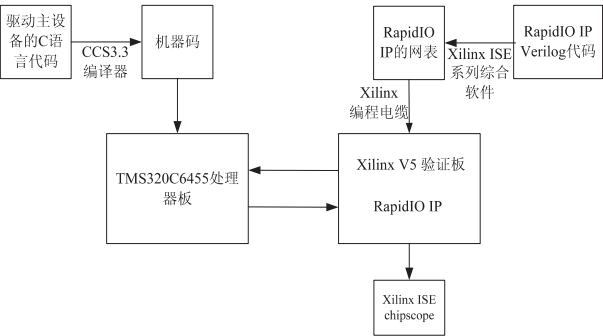 驱动主设
备的C语
言代码
CCS3.3
编译器
机器码
RapidIO
IP的网表
Xilinx ISE
系列综合
软件
RapidIO IP
Verilog代码
Xilinx
编程电缆
TMS320C6455处理
器板
Xilinx V5 验证板
RapidIO IP
Xilinx ISE
chipscope